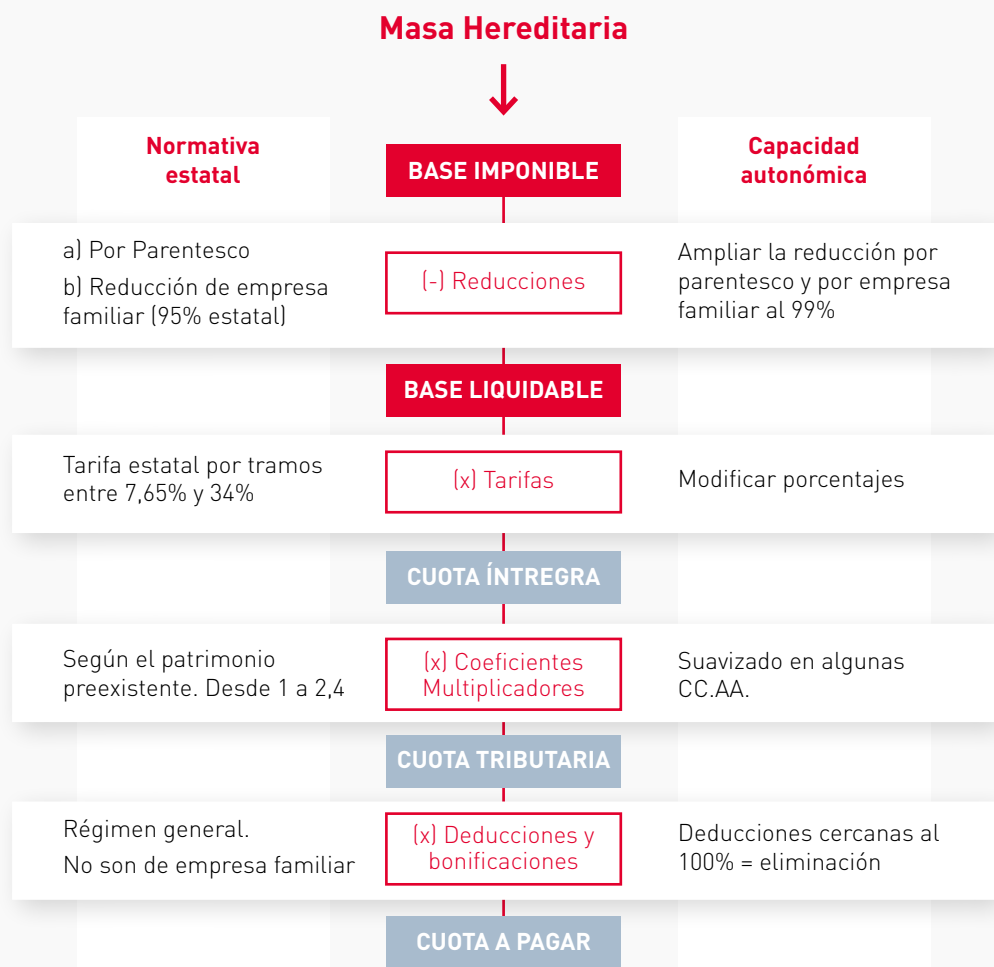 Masa Hereditaria
Normativa
estatal
BASE IMPONIBLE
Capacidad
autonómica
a) Por Parentesco
b) Reducción de empresa
familiar (95% estatal)
(-) Reducciones
Ampliar la reducción por
parentesco y por empresa
familiar al 99%
BASE LIQUIDABLE
Tarifa estatal por tramos
entre 7,65% y 34%
(x) Tarifas
Modificar porcentajes
CUOTA ÍNTREGRA
Según el patrimonio
preexistente. Desde 1 a 2,4
(x) Coeficientes
Multiplicadores
Suavizado en algunas
CC.AA.
CUOTA TRIBUTARIA
Régimen general.
No son de empresa familiar
(x) Deducciones y
bonificaciones
Deducciones cercanas al
100% = eliminación
CUOTA A PAGAR